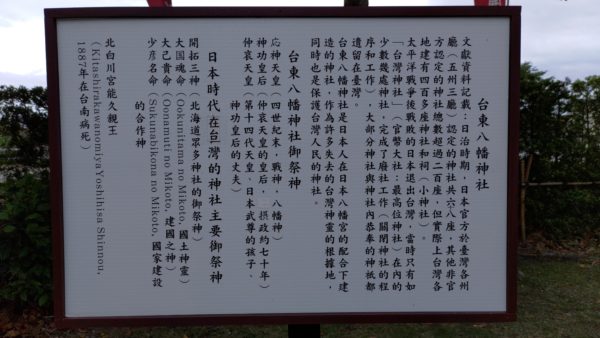 台東八幡神社
文献資料記載：日治時期，日本官方於臺灣各州
廳（五州三廳）認定的神社共六八座，其他非官
方認定的神社總數超過二百座，但實際上台灣各
地建有四百多座神社和祠（小神社）。
太平洋戰爭後戰敗的日本退出台灣，當時只有如
「台灣神社」（官幣大社，最高位神社）在內的
少數幾處神社，完成了廢社工作（關閉神社的程
序和工作），大部分神社與神社內恭奉的神祇都
遺留在臺灣。
台東八幡神社是日本人在日本八幡宮的配合下建
造的神社，作為許多失去的台灣神靈的根據地，
同時也是保護台灣人民的神社。
台東八幡神社御祭神
応神天皇（四世紀末，戰神，八幡神）
神功皇后（仲哀天皇的皇后，攝政約七十年）
仲哀天皇（第十四代天皇，日本武尊的孩子、
神功皇后的丈夫）
日本時代在台灣的神社主要御祭神
開拓三神（北海道眾多神社的御祭神）
大国魂命（Ookunitama no Mikoto, 國土神靈）
大己貴命（Oonamuti no Mikoto, 建國之神）
少彦名命（Sukunabikona no Mikoto, 國家建設
的合作神
北白川宮能久親王
（Kitashirakawanomiya Yoshihisa Shinnou,
1887年在台南病死）